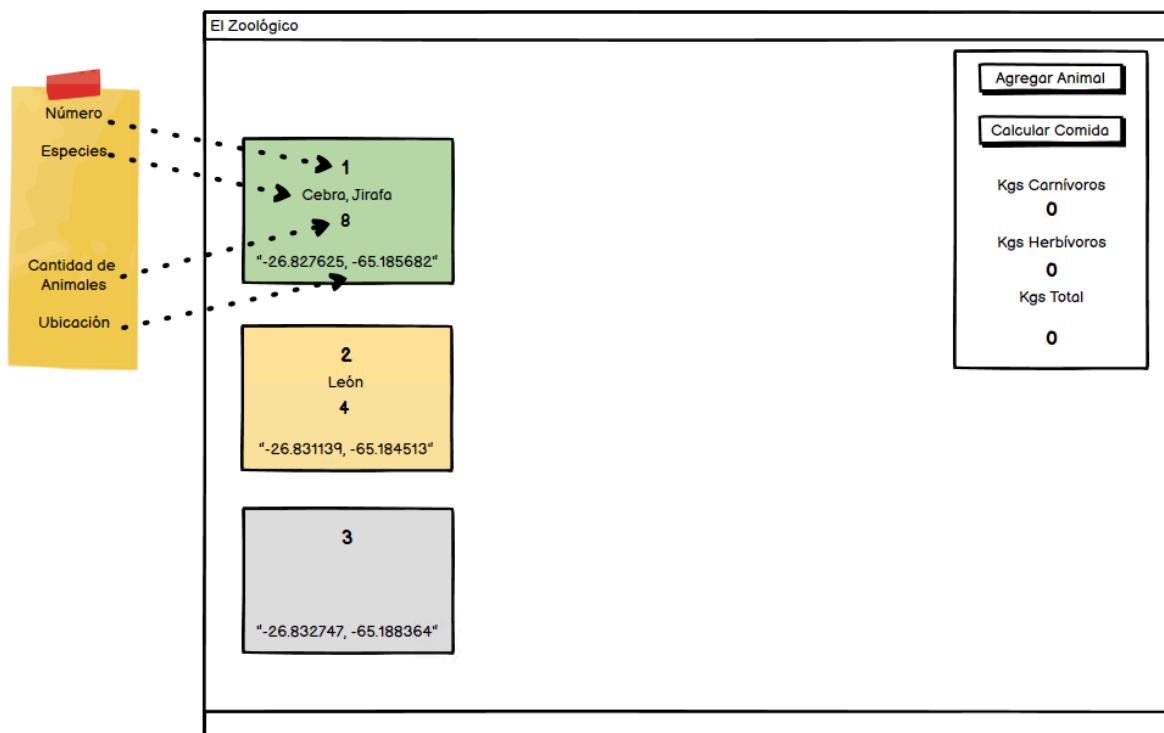 El Zoológico
Número
Especies
Cantidad de
Animales
Ubicación
1
Cebra, Jirafa
8
"-26.827625, -65.185682"
2
León
4
"-26.831139, -65.184513"
3
"-26.832747, -65.188364"
Agregar Animal
Calcular Comida
Kgs Carnívoros
0
Kgs Herbívoros
0
Kgs Total
0